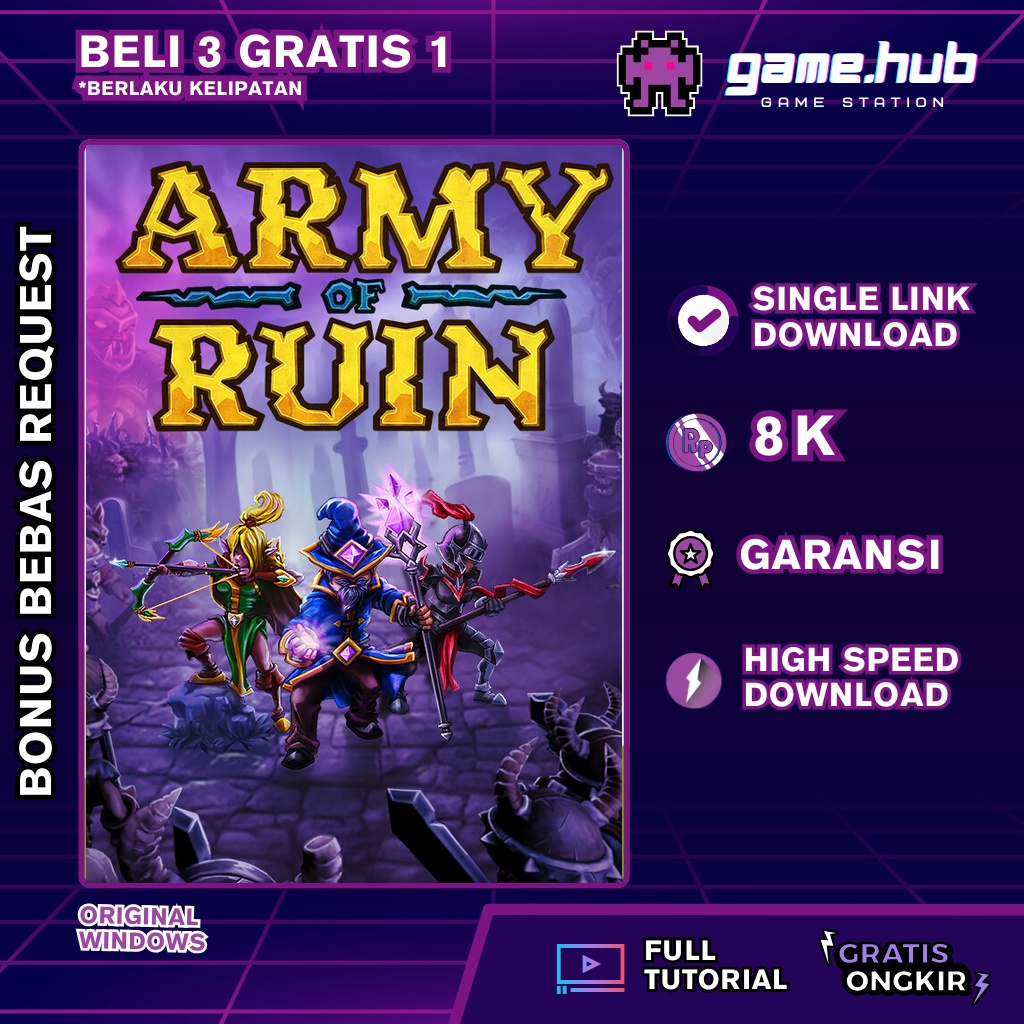 BELI 3 GRATIS 1
*BERLAKU KELIPATAN
game.hub
GAME STATION
BONUS BEBAS REQUEST
ARMY
OF
RUIN
SINGLE LINK
DOWNLOAD
Rp
8K
GARANSI
HIGH SPEED
DOWNLOAD
ORIGINAL
WINDOWS
FULL
TUTORIAL
GRATIS
ONGKIR